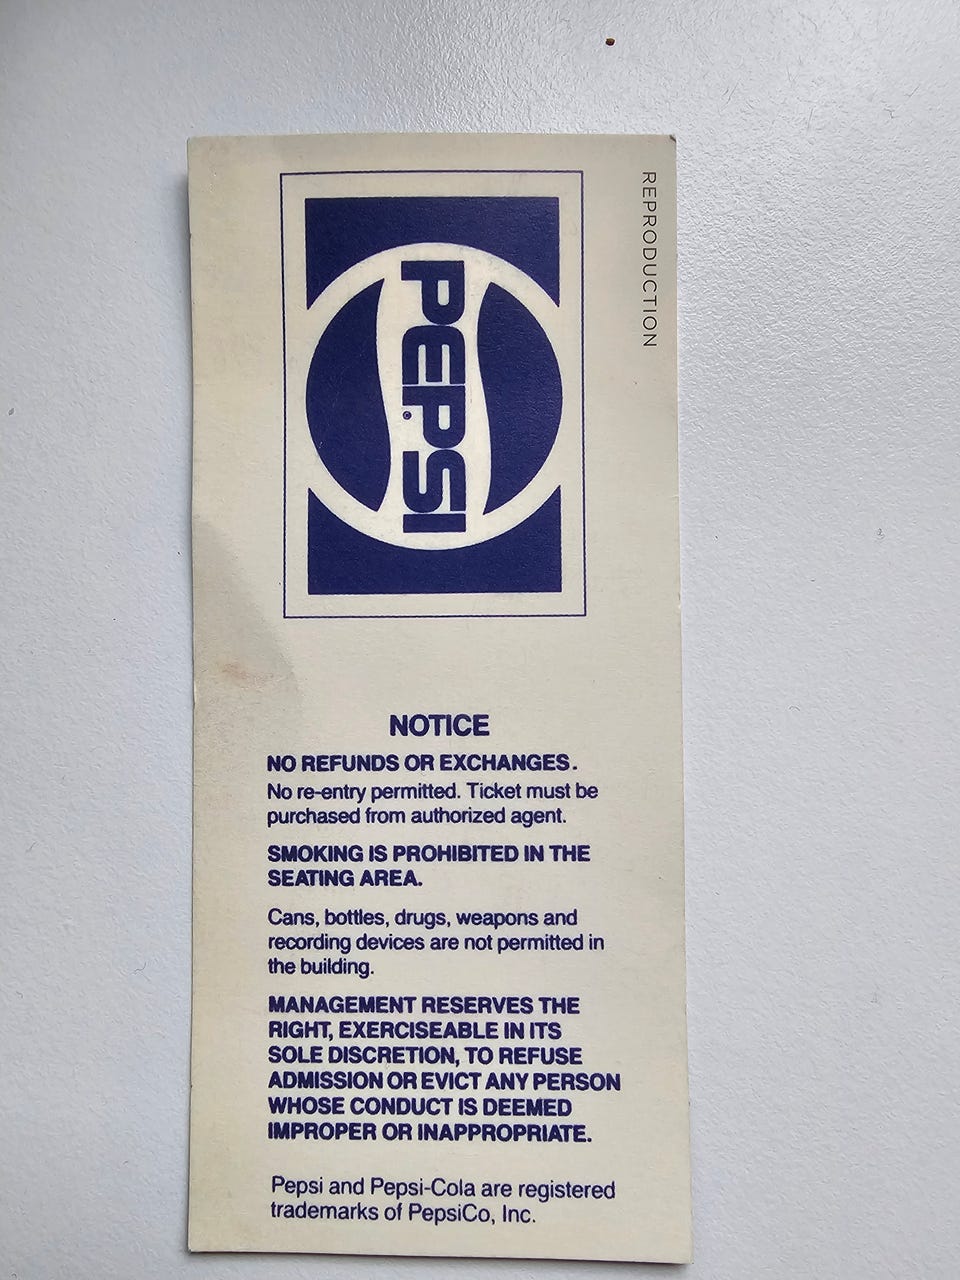 REPRODUCTION
PEPSI
NOTICE
NO REFUNDS OR EXCHANGES.
No re-entry permitted. Ticket must be
purchased from authorized agent.
SMOKING IS PROHIBITED IN THE
SEATING AREA.
Cans, bottles, drugs, weapons and
recording devices are not permitted in
the building.
MANAGEMENT RESERVES THE
RIGHT, EXERCISEABLE IN ITS
SOLE DISCRETION, TO REFUSE
ADMISSION OR EVICT ANY PERSON
WHOSE CONDUCT IS DEEMED
IMPROPER OR INAPPROPRIATE.
Pepsi and Pepsi-Cola are registered
trademarks of PepsiCo, Inc.